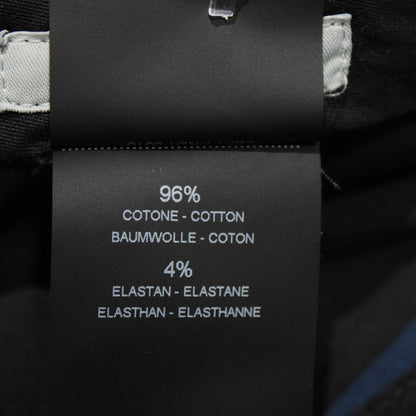 96%
COTONE - COTTON
BAUMWOLLE - COTON
4%
ELASTAN - ELASTANE
ELASTHAN - ELASTHANNE